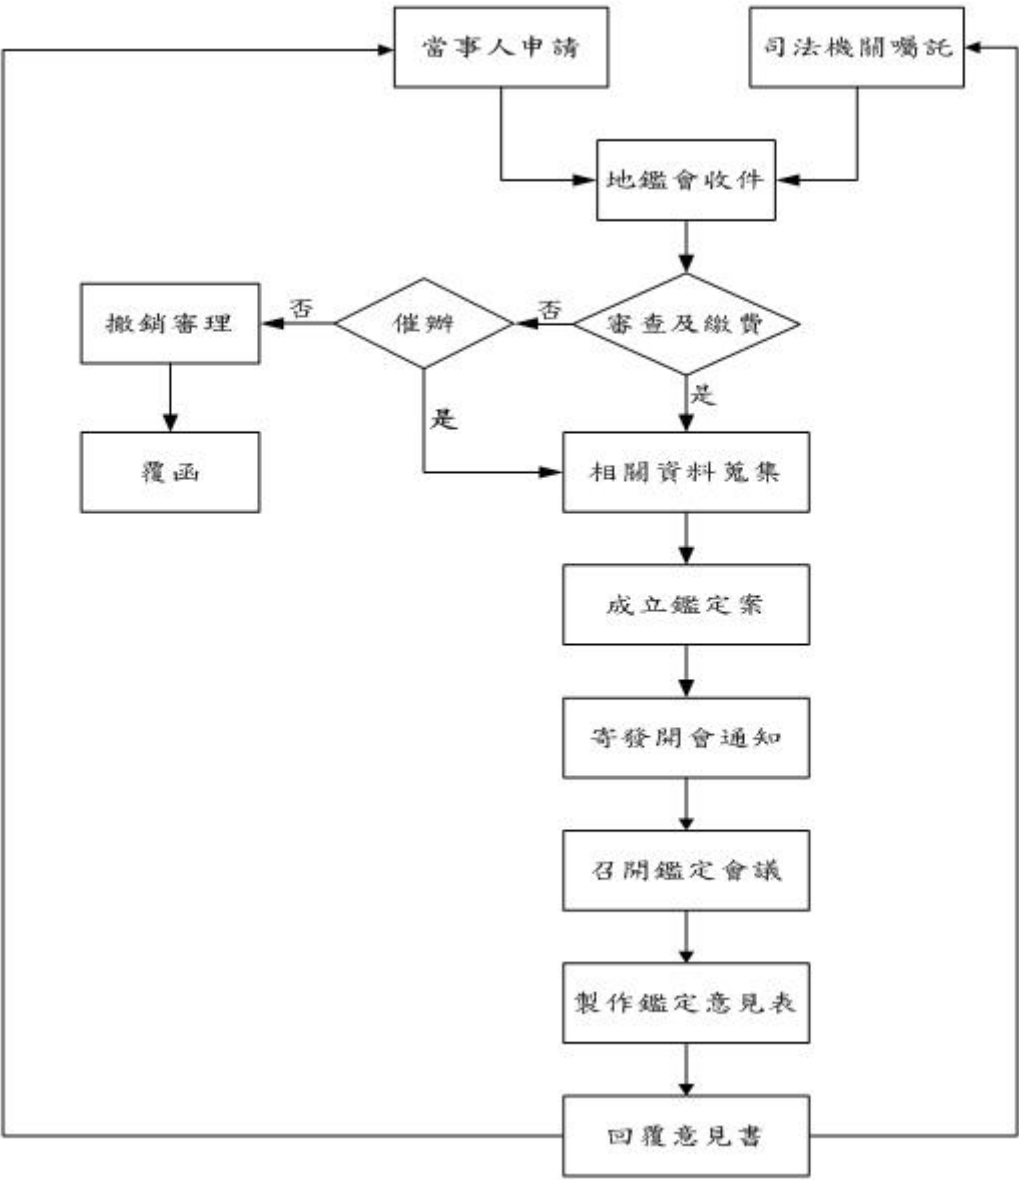 當事人申請
司法機關囑託
地鑑會收件
撤銷審理
否
催辦
否
審查及繳費
是
是
覆函
相關資料蒐集
成立鑑定案
寄發開會通知
召開鑑定會議
製作鑑定意見表
回覆意見書